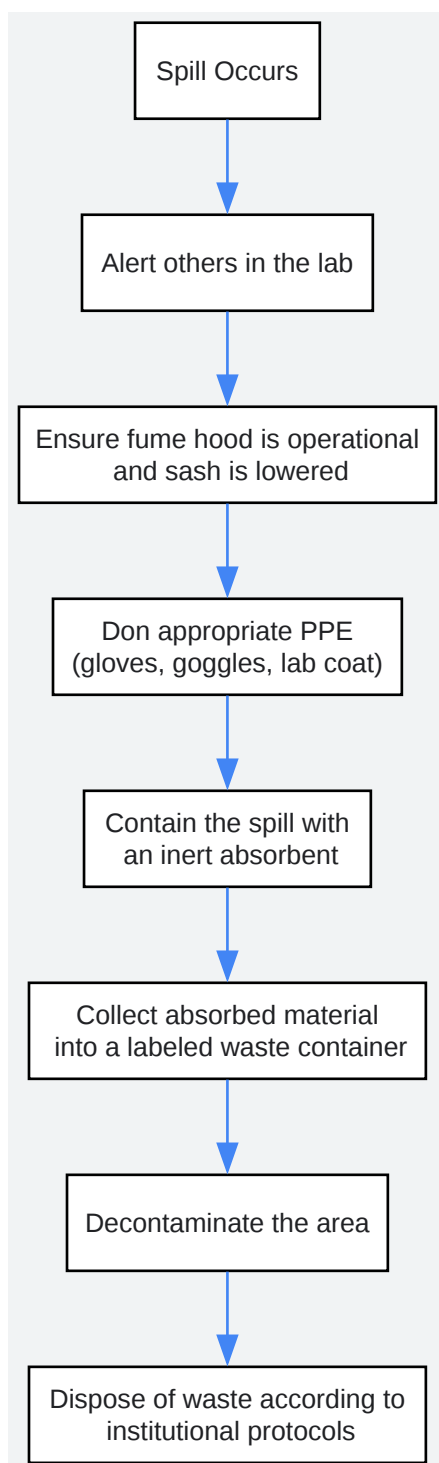 Spill Occurs
Alert others in the lab
Ensure fume hood is operational
and sash is lowered
Don appropriate PPE
(gloves, goggles, lab coat)
Contain the spill with
an inert absorbent
Collect absorbed material
into a labeled waste container
Decontaminate the area
Dispose of waste according to
institutional protocols